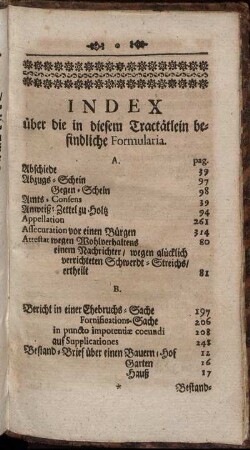 INDEX
über die in diesem Tractätlein be-
findliche Formularia.
A. pag.
Abschiede 39
Abzugs-Schein 97
Gegen-Schein 98
Amts-Consens 39
Anweiß-Zettel zu Holtz 94
Appellation 261
Assecuration vor einen Bürgen 314
Attestat wegen Wohlverhaltens 80
einem Nachrichter/ wegen glücklich
verrichteten Schwerdt-Streichs/
ertheilt 81
B.
Bericht in einer Ehebruchs-Sache 197
Fornifications-Sache 206
in puncto impotentiæ coeundi 108
auf Supplicationes 248
Bestand-Brief über einen Bauern-Hof 12
Garten 16
Hauß 17
* Bestand-